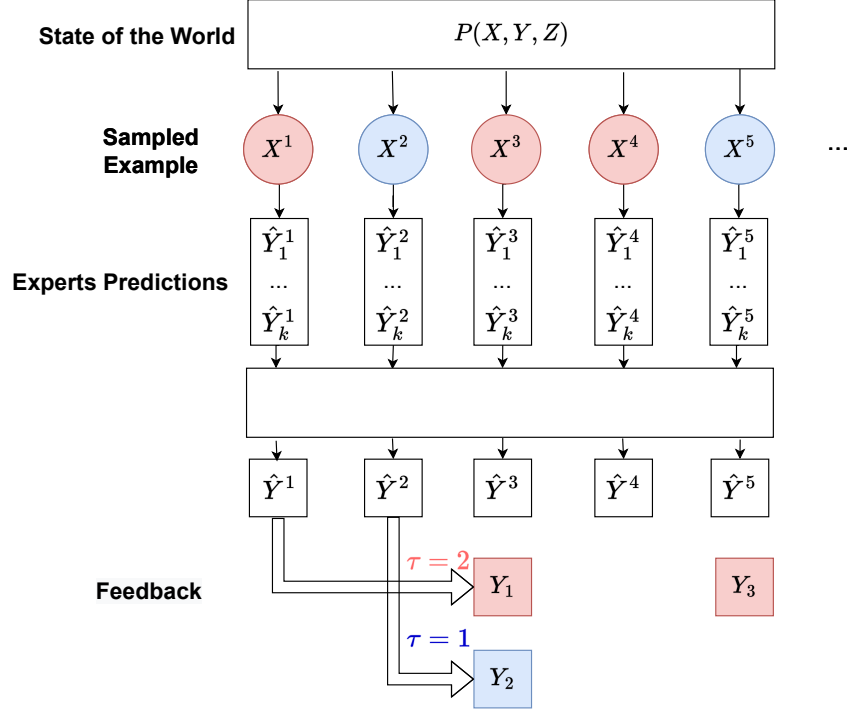 State of the World
P(X, Y, Z)
Sampled
Example
X^1 X^2 X^3 X^4 X^5 ...
Experts Predictions
Ŷ_1^1 Ŷ_1^2 Ŷ_1^3 Ŷ_1^4 Ŷ_1^5
... ... ... ... ...
Ŷ_k^1 Ŷ_k^2 Ŷ_k^3 Ŷ_k^4 Ŷ_k^5
Ŷ^1 Ŷ^2 Ŷ^3 Ŷ^4 Ŷ^5
τ = 2
Feedback
Y_1 Y_3
τ = 1
Y_2